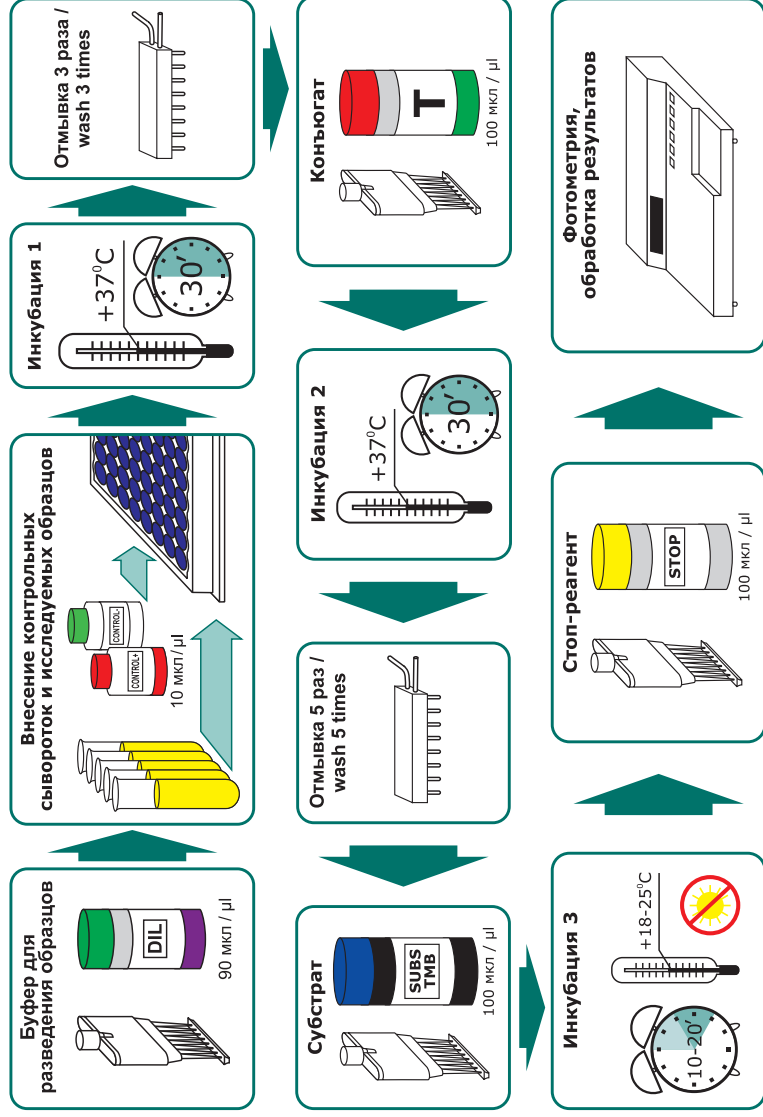 Буфер для
разведения образцов
DIL
90 мкл / µl
Внесение контрольных
сывороток и исследуемых образцов
CONTROL-
CONTROL+
10 мкл/µl
Инкубация 1
+37⁰C
30′
Отмывка 3 раза /
wash 3 times
Конъюгат
T
100 мкл / µl
Инкубация 2
+37⁰C
30′
Отмывка 5 раз /
wash 5 times
Субстрат
SUBS
TMB
100 мкл / µl
Инкубация 3
10-20′
+18-25⁰C
Стоп-реагент
STOP
100 мкл / µl
Фотометрия,
обработка результатов